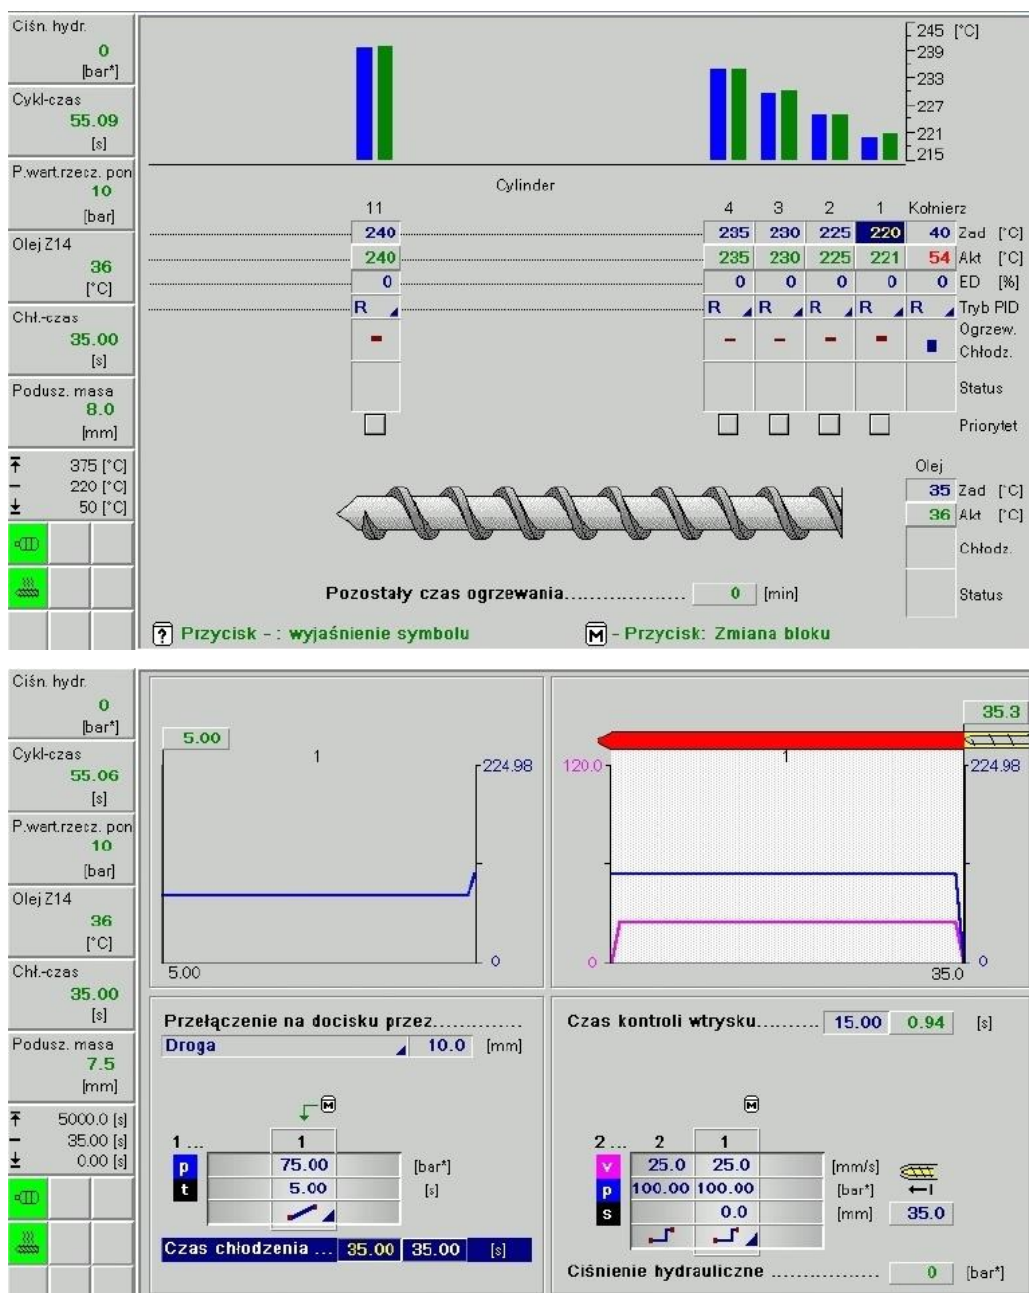 Ciśn. hydr.
0
[bar*]
Cykl-czas
55.09
[s]
P.wart.rzecz. pon
10
[bar]
Olej Z14
36
[°C]
Chł.-czas
35.00
[s]
Podusz. masa
8.0
[mm]
375 [°C]
220 [°C]
50 [°C]
245 [°C]
239
233
227
221
215
Cylinder
11 4 3 2 1 Kołnierz
240 235 230 225 220 40 Zad [°C]
240 235 230 225 221 54 Akt [°C]
0 0 0 0 0 0 ED [%]
R R R R R R Tryb PID
Ogrzew.
Chłodz.
Status
Priorytet
Olej
35 Zad [°C]
36 Akt [°C]
Chłodz.
Status
Pozostały czas ogrzewania.................. 0 [min]
? Przycisk - : wyjaśnienie symbolu M - Przycisk: Zmiana bloku
Ciśn. hydr.
0
[bar*]
Cykl-czas
55.06
[s]
P.wart.rzecz. pon
10
[bar]
Olej Z14
36
[°C]
Chł.-czas
35.00
[s]
Podusz. masa
7.5
[mm]
5000.0 [s]
35.00 [s]
0.00 [s]
5.00
1
224.98
0
5.00
35.3
120.0
1
224.98
0
0
35.0
Przełączenie na docisku przez...............
Droga 10.0 [mm]
M
1 ... 1
p 75.00 [bar*]
t 5.00 [s]
Czas chłodzenia ... 35.00 35.00 [s]
Czas kontroli wtrysku.......... 15.00 0.94 [s]
M
2 ... 2 1
v 25.0 25.0 [mm/s]
p 100.00 100.00 [bar*]
s 0.0 [mm] 35.0
Ciśnienie hydrauliczne ................. 0 [bar*]